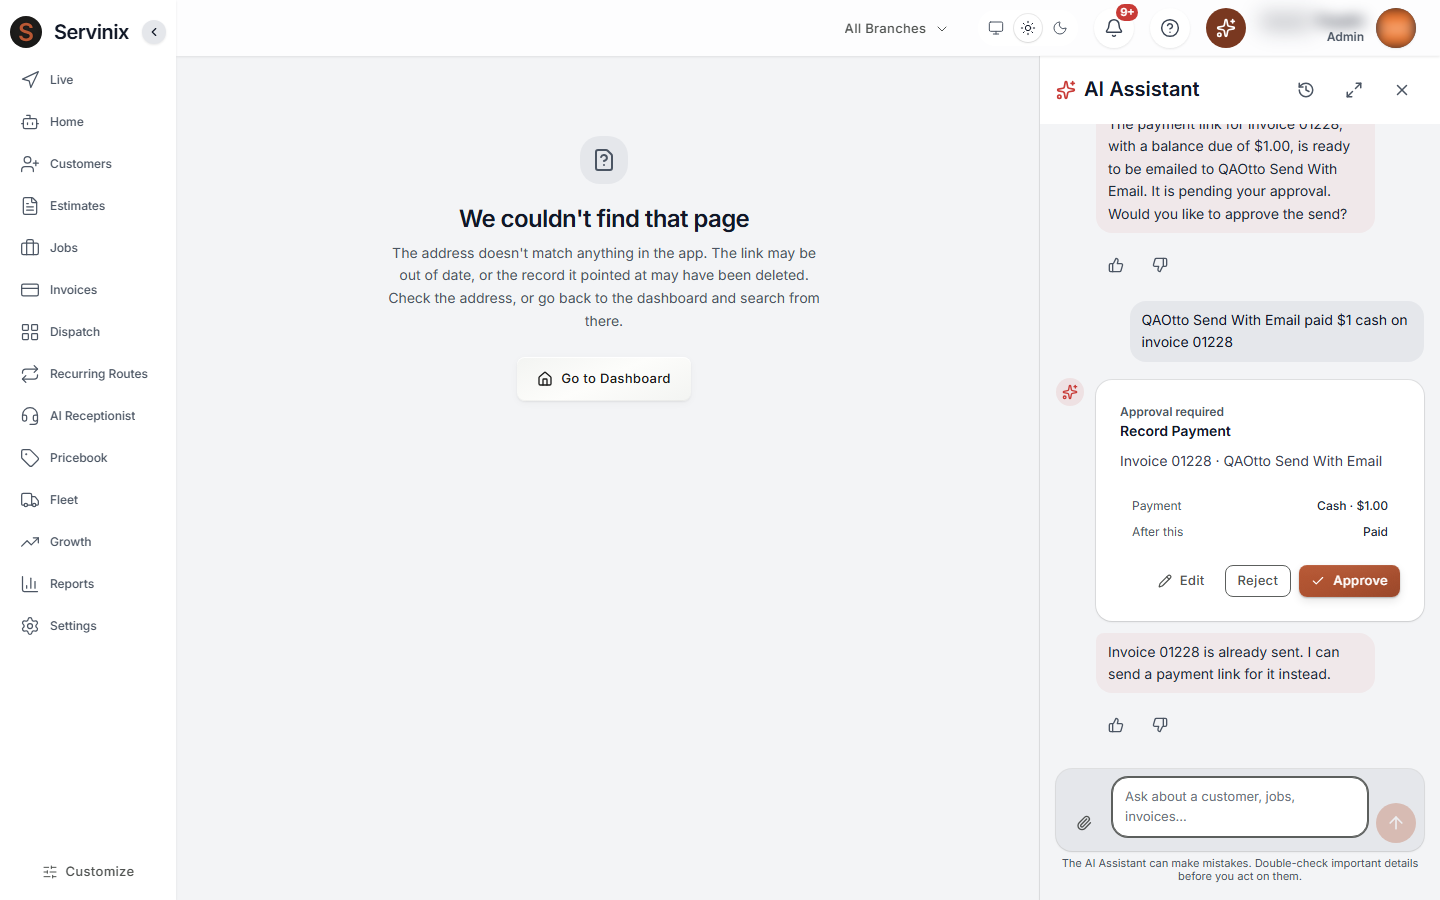 S Servinix
All Branches
9+
Admin
Live
Home
Customers
Estimates
Jobs
Invoices
Dispatch
Recurring Routes
AI Receptionist
Pricebook
Fleet
Growth
Reports
Settings
Customize
We couldn't find that page
The address doesn't match anything in the app. The link may be
out of date, or the record it pointed at may have been deleted.
Check the address, or go back to the dashboard and search from
there.
Go to Dashboard
AI Assistant
The payment link for invoice 01228,
with a balance due of $1.00, is ready
to be emailed to QAOtto Send With
Email. It is pending your approval.
Would you like to approve the send?
QAOtto Send With Email paid $1 cash on
invoice 01228
Approval required
Record Payment
Invoice 01228 · QAOtto Send With Email
Payment Cash · $1.00
After this Paid
Edit Reject Approve
Invoice 01228 is already sent. I can
send a payment link for it instead.
Ask about a customer, jobs,
invoices...
The AI Assistant can make mistakes. Double-check important details
before you act on them.